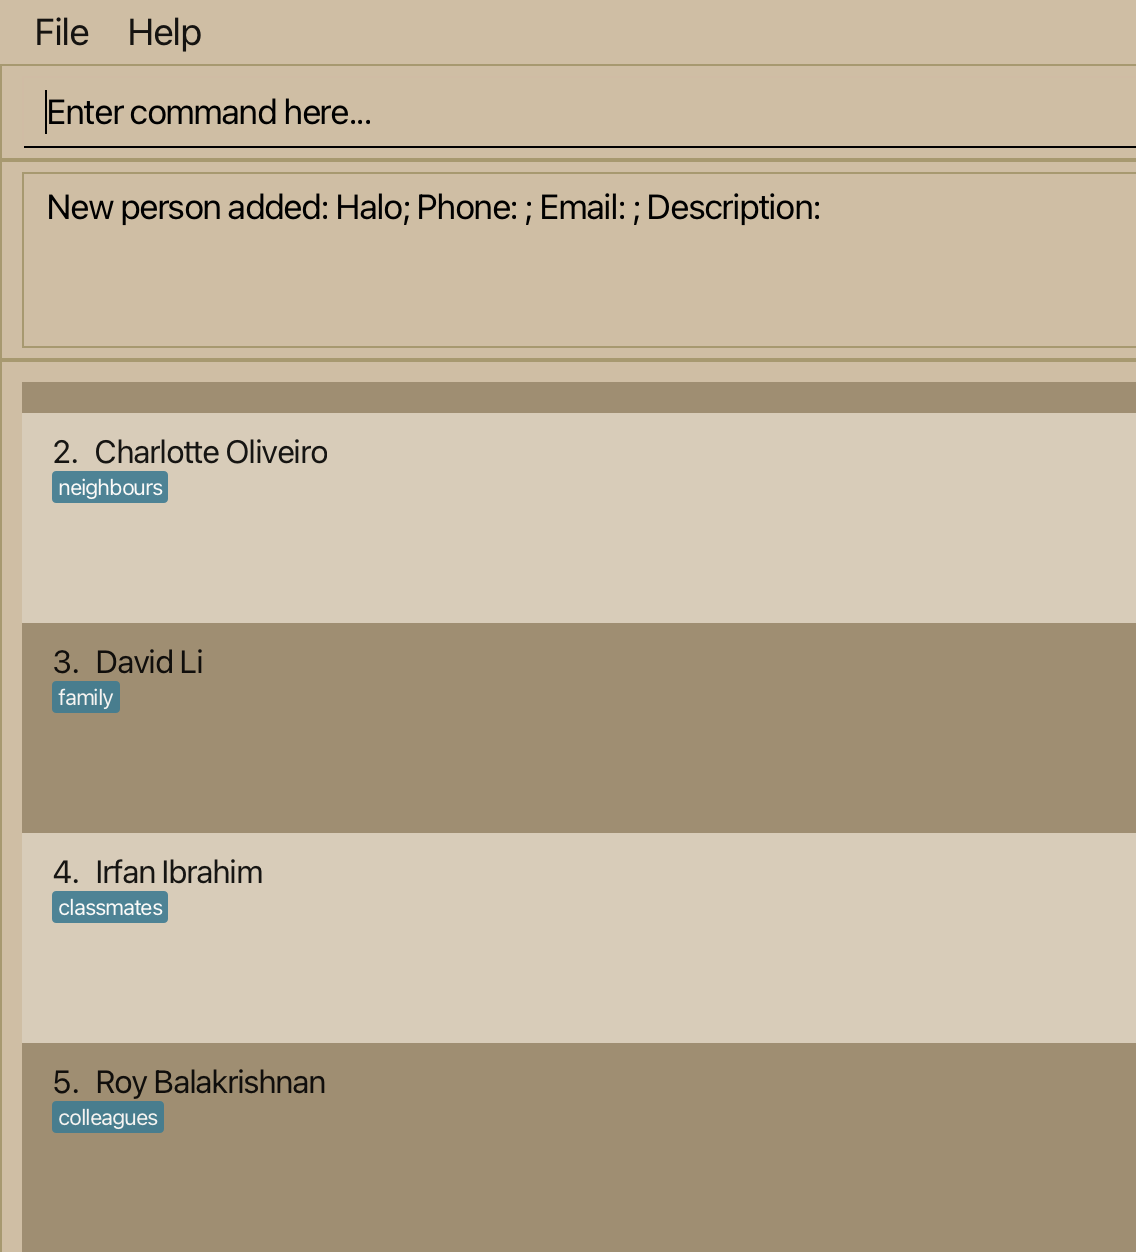 File Help
Enter command here...
New person added: Halo; Phone: ; Email: ; Description:
2. Charlotte Oliveiro
neighbours
3. David Li
family
4. Irfan Ibrahim
classmates
5. Roy Balakrishnan
colleagues